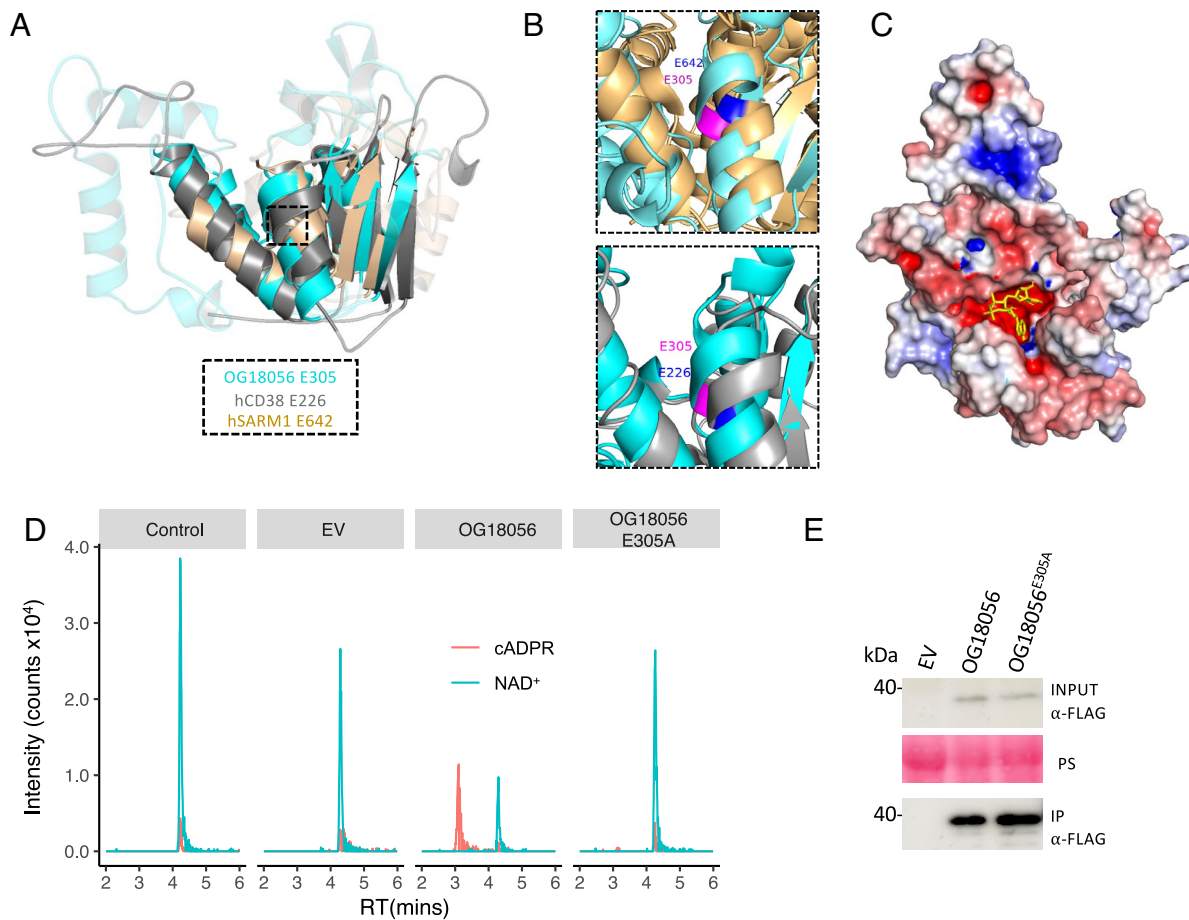 A
B
C
E642
E305
E305
E226
OG18056 E305
hCD38 E226
hSARM1 E642
D
Control
EV
OG18056
OG18056
E305A
4.0
3.0
2.0
1.0
0.0
Intensity (counts x10⁴)
cADPR
NAD⁺
2 3 4 5 6
2 3 4 5 6
2 3 4 5 6
2 3 4 5 6
RT(mins)
E
kDa
EV
OG18056
OG18056ᴱ³⁰⁵ᴬ
40-
INPUT
α-FLAG
PS
40-
IP
α-FLAG